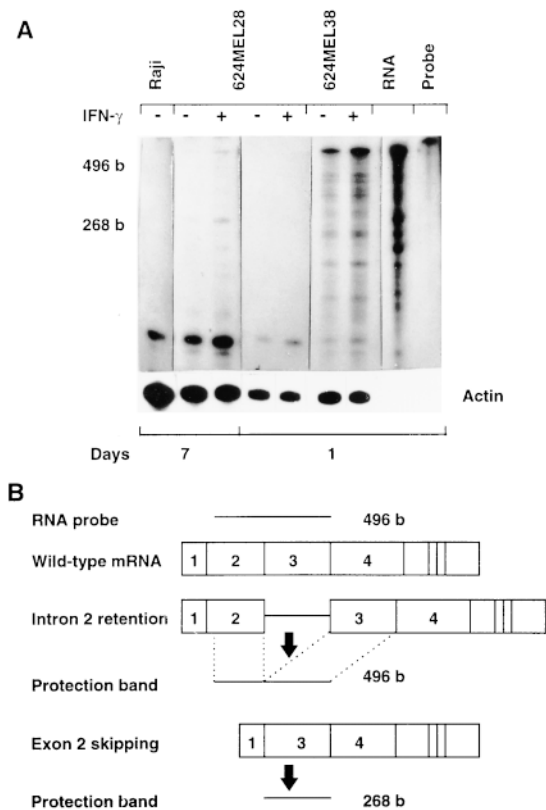 A
Raji 624MEL28 624MEL38 RNA Probe
IFN-γ - - + - + - +
496 b
268 b
Actin
Days 7 1
B
RNA probe 496 b
Wild-type mRNA 1 2 3 4
Intron 2 retention 1 2 3 4
Protection band 496 b
Exon 2 skipping 1 3 4
Protection band 268 b